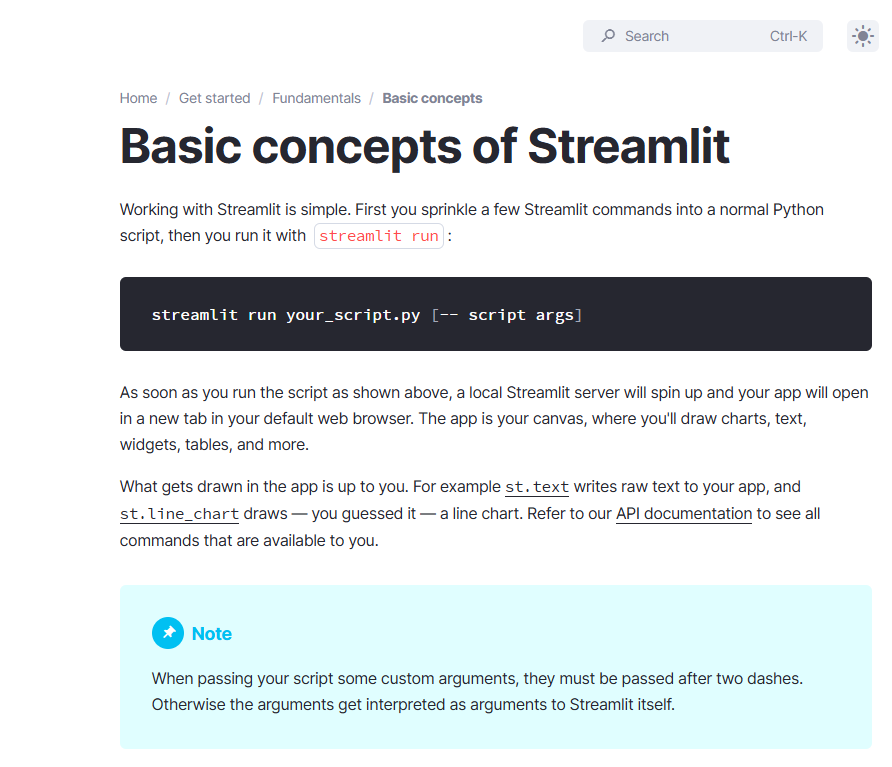 Search Ctrl-K
Home / Get started / Fundamentals / Basic concepts
Basic concepts of Streamlit
Working with Streamlit is simple. First you sprinkle a few Streamlit commands into a normal Python
script, then you run it with streamlit run :
streamlit run your_script.py [-- script args]
As soon as you run the script as shown above, a local Streamlit server will spin up and your app will open
in a new tab in your default web browser. The app is your canvas, where you'll draw charts, text,
widgets, tables, and more.
What gets drawn in the app is up to you. For example st.text writes raw text to your app, and
st.line_chart draws — you guessed it — a line chart. Refer to our API documentation to see all
commands that are available to you.
Note
When passing your script some custom arguments, they must be passed after two dashes.
Otherwise the arguments get interpreted as arguments to Streamlit itself.